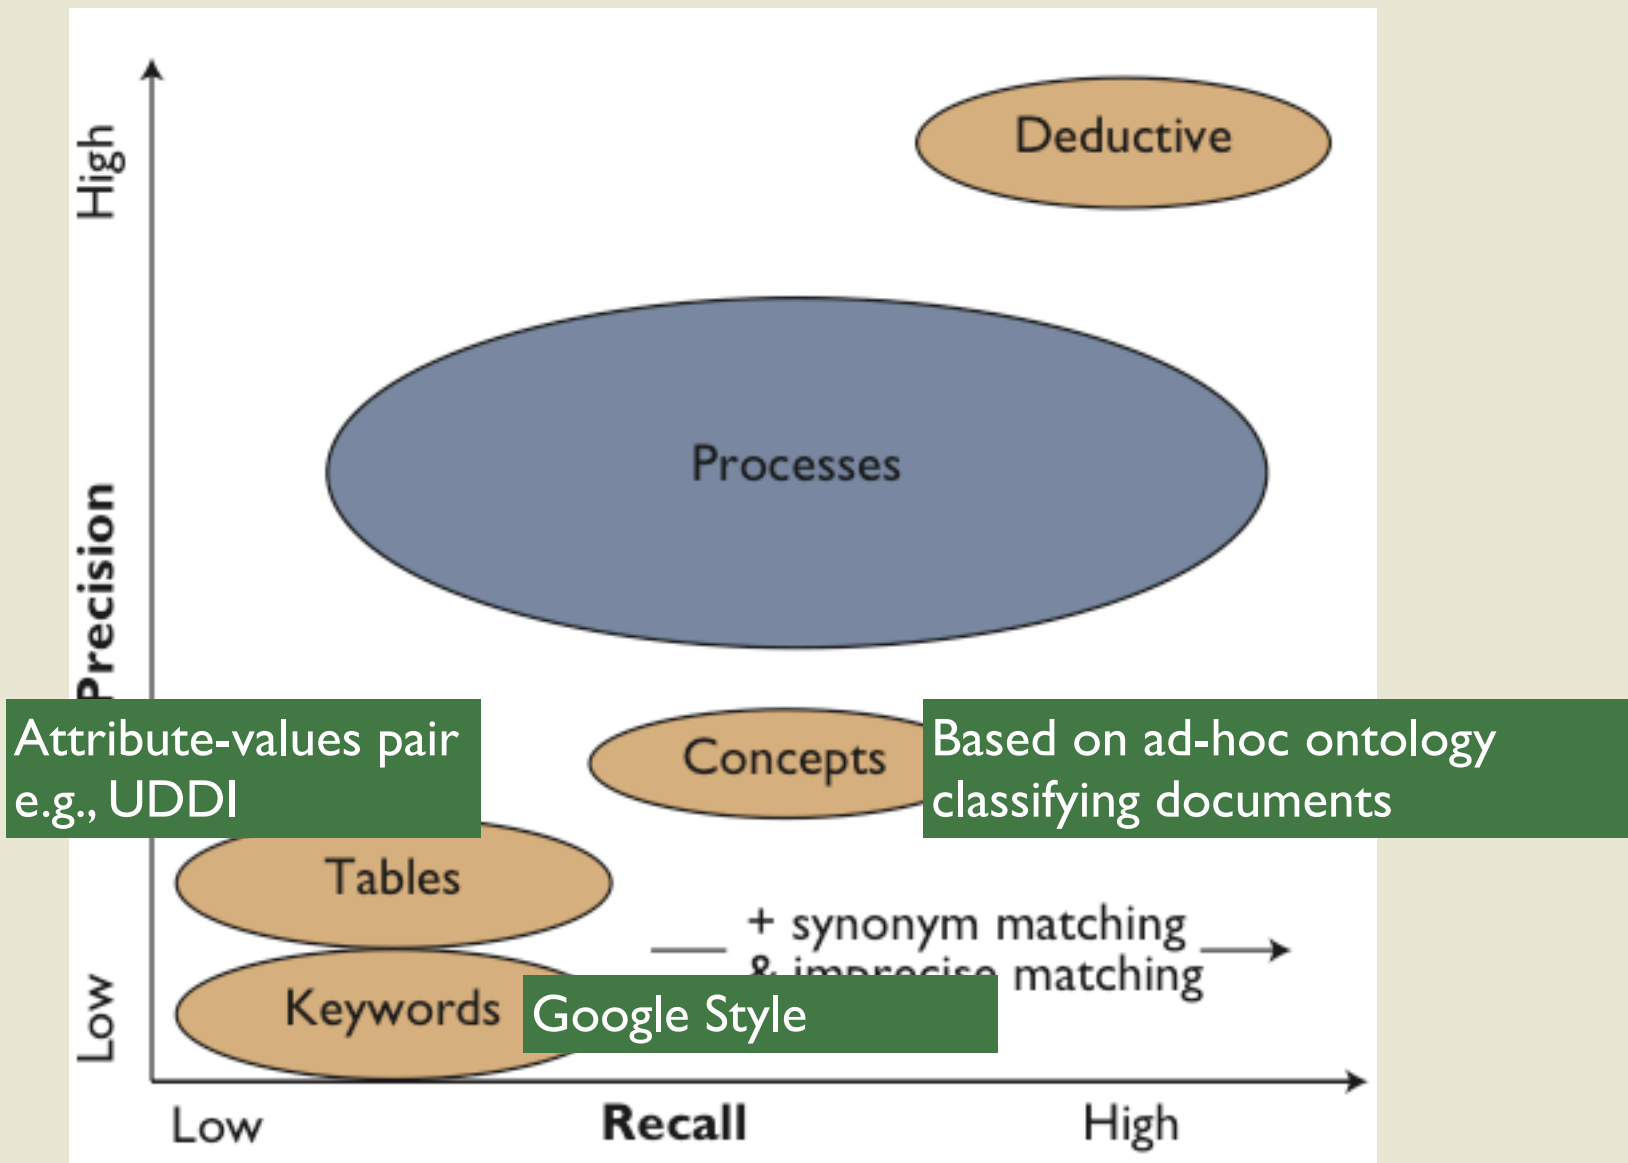 High
Deductive
Processes
Precision
Attribute-values pair
e.g., UDDI
Concepts
Based on ad-hoc ontology
classifying documents
Tables
+ synonym matching
& imprecise matching
Keywords
Google Style
Low
Low
Recall
High